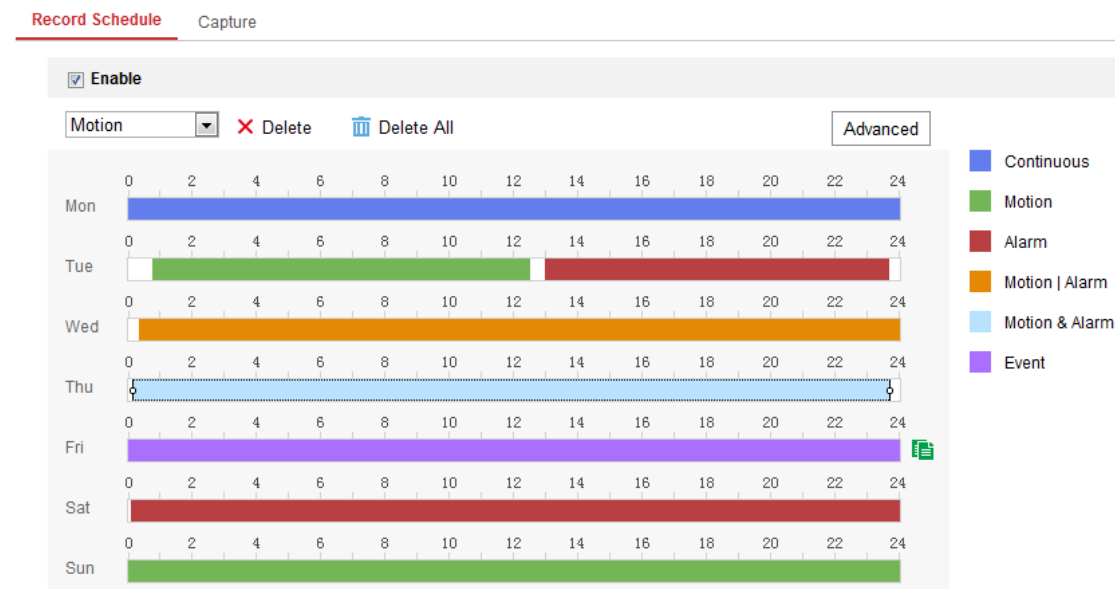 Record Schedule Capture
Enable
Motion Delete Delete All Advanced
Continuous
0 2 4 6 8 10 12 14 16 18 20 22 24
Mon
Motion
0 2 4 6 8 10 12 14 16 18 20 22 24
Alarm
Tue
Motion | Alarm
0 2 4 6 8 10 12 14 16 18 20 22 24
Wed
Motion & Alarm
0 2 4 6 8 10 12 14 16 18 20 22 24
Event
Thu
0 2 4 6 8 10 12 14 16 18 20 22 24
Fri
0 2 4 6 8 10 12 14 16 18 20 22 24
Sat
0 2 4 6 8 10 12 14 16 18 20 22 24
Sun